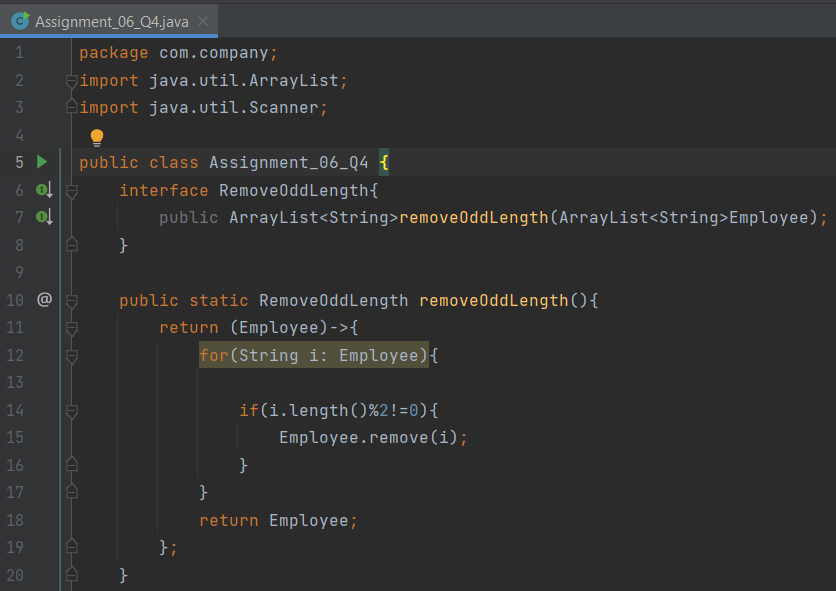 Assignment_06_Q4.java
1 package com.company;
2 import java.util.ArrayList;
3 import java.util.Scanner;
4
5 public class Assignment_06_Q4 {
6 interface RemoveOddLength{
7 public ArrayList<String>removeOddLength(ArrayList<String>Employee);
8 }
9
10 @ public static RemoveOddLength removeOddLength(){
11 return (Employee)->{
12 for(String i: Employee){
13
14 if(i.length()%2!=0){
15 Employee.remove(i);
16 }
17 }
18 return Employee;
19 };
20 }